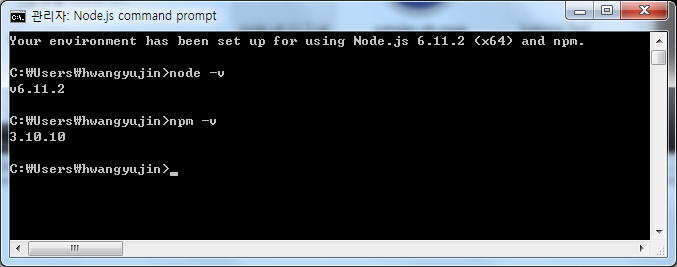 관리자: Node.js command prompt
Your environment has been set up for using Node.js 6.11.2 (x64) and npm.
C:₩Users₩hwangyujin>node -v
v6.11.2
C:₩Users₩hwangyujin>npm -v
3.10.10
C:₩Users₩hwangyujin>